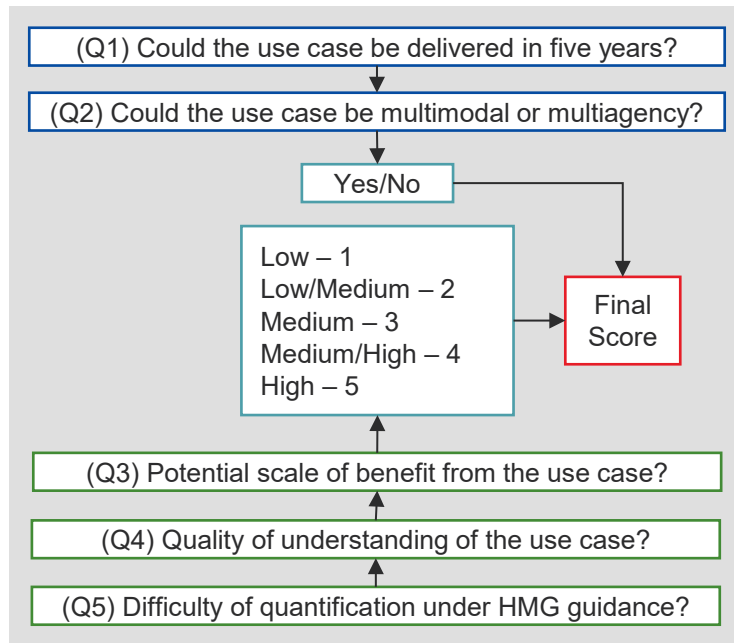 (Q1) Could the use case be delivered in five years?
(Q2) Could the use case be multimodal or multiagency?
Yes/No
Low – 1
Low/Medium – 2
Medium – 3
Medium/High – 4
High – 5
Final
Score
(Q3) Potential scale of benefit from the use case?
(Q4) Quality of understanding of the use case?
(Q5) Difficulty of quantification under HMG guidance?